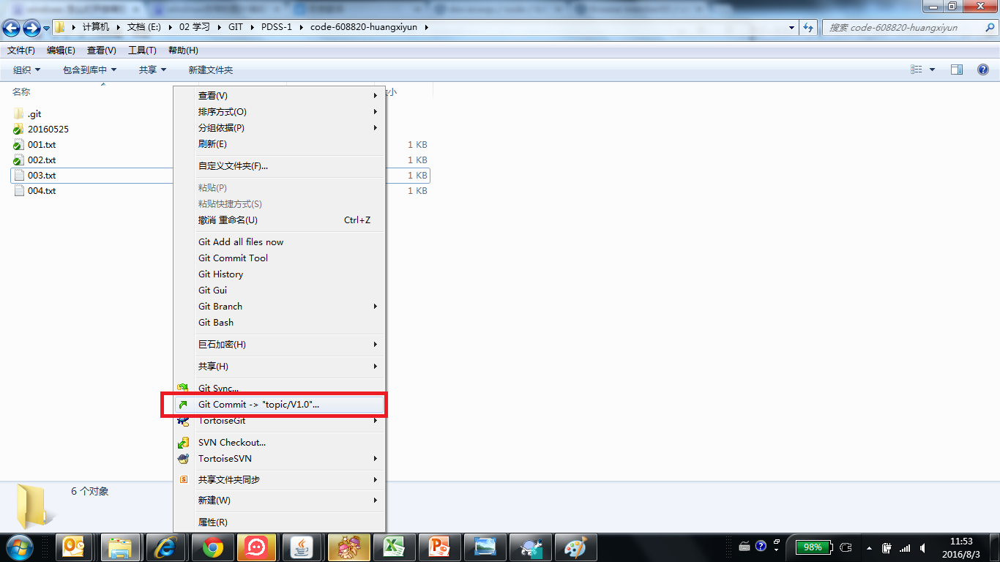 计算机 文档 (E:) 02 学习 GIT PDSS-1 code-608820-huangxiyun
搜索 code-608820-huangxiyun
文件(F) 编辑(E) 查看(V) 工具(T) 帮助(H)
组织 包含到库中 共享 新建文件夹
名称
小
.git
20160525
001.txt 1 KB
002.txt 1 KB
003.txt 1 KB
004.txt 1 KB
查看(V)
排序方式(O)
分组依据(P)
刷新(E)
自定义文件夹(F)...
粘贴(P)
粘贴快捷方式(S)
撤消 重命名(U) Ctrl+Z
Git Add all files now
Git Commit Tool
Git History
Git Gui
Git Branch
Git Bash
巨石加密(H)
共享(H)
Git Sync...
Git Commit -> "topic/V1.0"...
TortoiseGit
SVN Checkout...
TortoiseSVN
共享文件夹同步
新建(W)
属性(R)
6 个对象
98%
11:53
2016/8/3